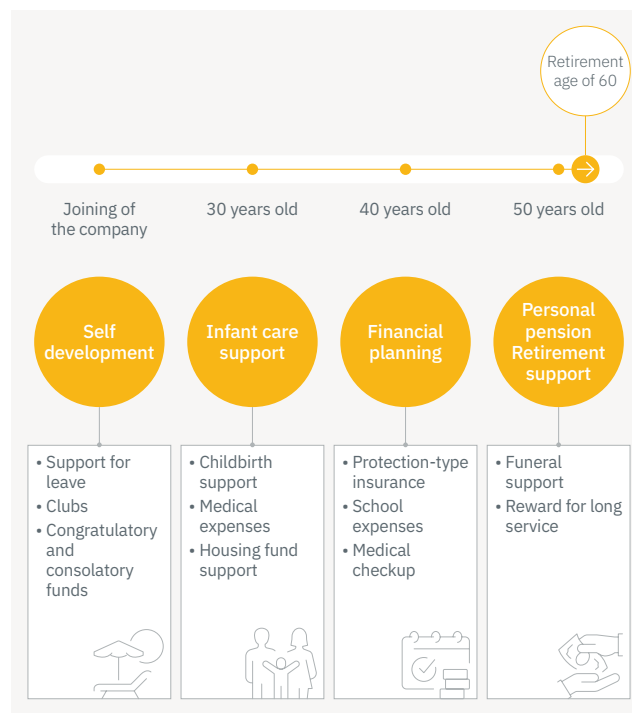 Retirement
age of 60
Joining of
the company
30 years old
40 years old
50 years old
Self
development
Infant care
support
Financial
planning
Personal
pension
Retirement
support
• Support for
leave
• Clubs
• Congratulatory
and
consolatory
funds
• Childbirth
support
• Medical
expenses
• Housing fund
support
• Protection-type
insurance
• School
expenses
• Medical
checkup
• Funeral
support
• Reward for long
service